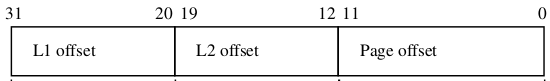 31 20 19 12 11 0
L1 offset L2 offset Page offset